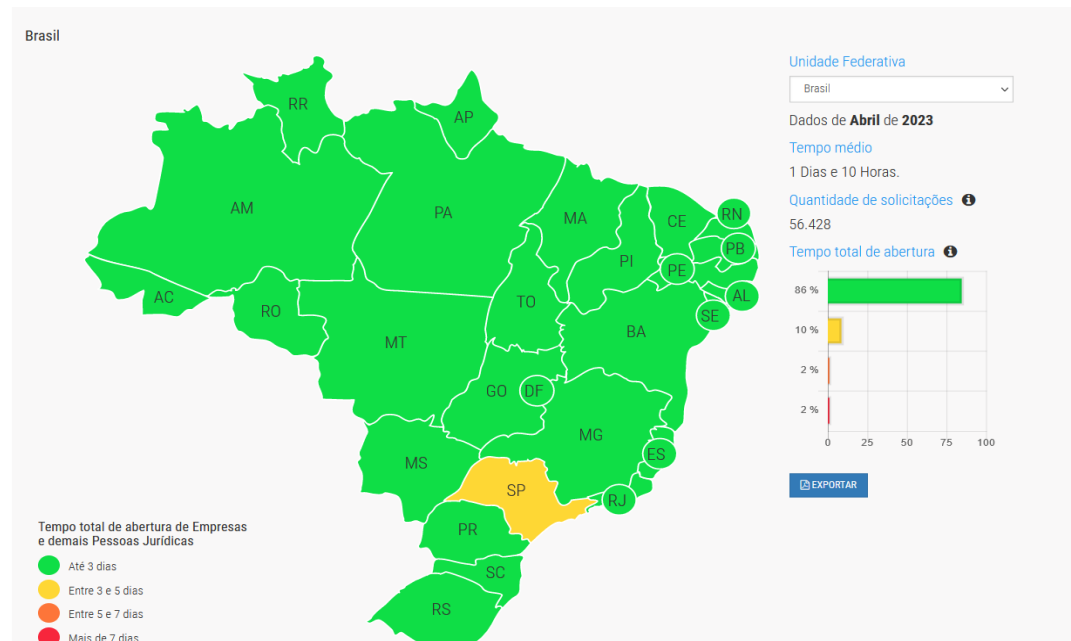 Brasil
RR
AP
AM
PA
MA
CE
RN
PB
PI
PE
AC
RO
TO
AL
SE
BA
MT
GO
DF
MG
ES
MS
SP
RJ
PR
SC
RS
Tempo total de abertura de Empresas
e demais Pessoas Jurídicas
Até 3 dias
Entre 3 e 5 dias
Entre 5 e 7 dias
Mais de 7 dias
Unidade Federativa
Brasil
Dados de Abril de 2023
Tempo médio
1 Dias e 10 Horas.
Quantidade de solicitações
56.428
Tempo total de abertura
86 %
10 %
2 %
2 %
0 25 50 75 100
EXPORTAR